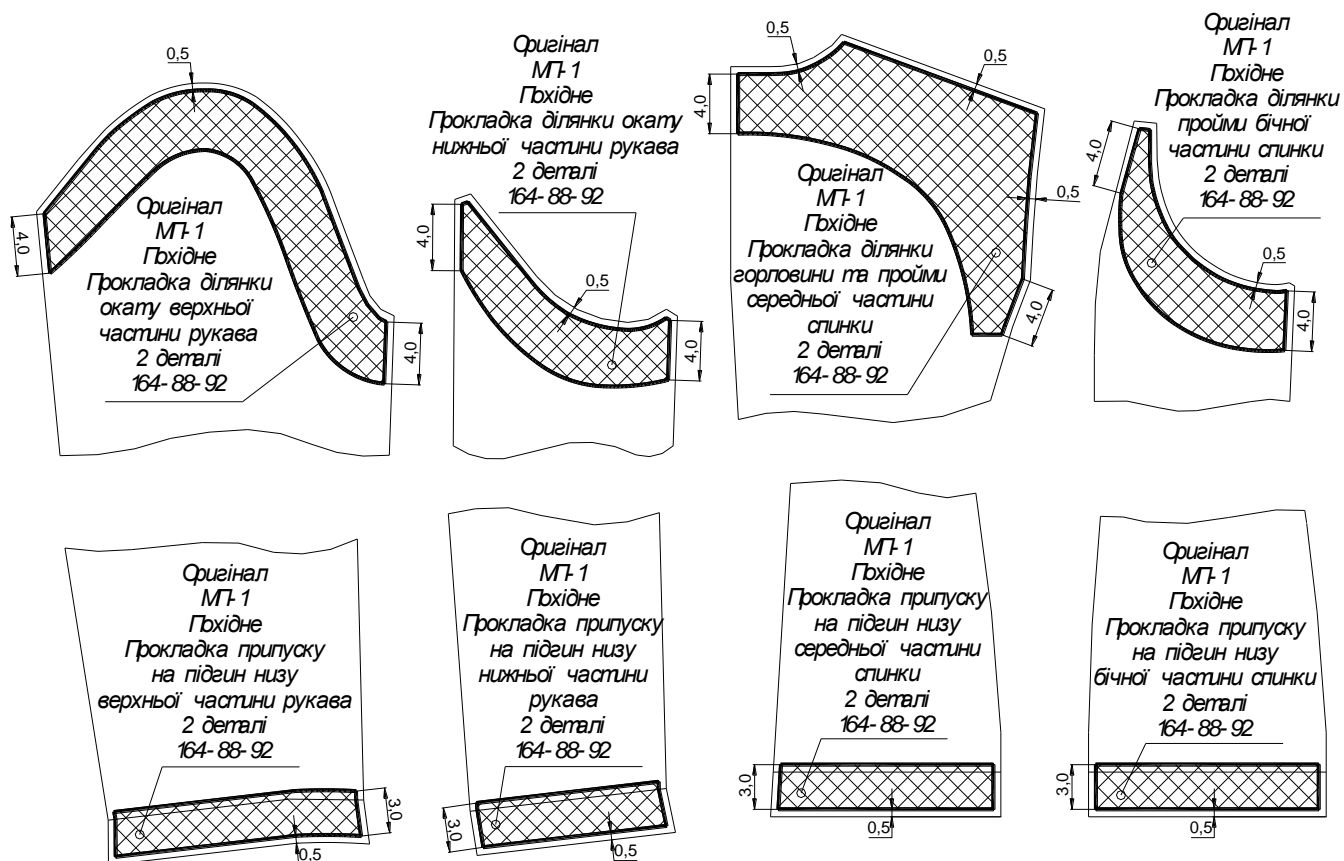 0,5
4,0
Оригінал
МП-1
Похідне
Прокладка ділянки
окату верхньої
частини рукава
2 деталі
164-88-92
4,0
Оригінал
МП-1
Похідне
Прокладка ділянки окату
нижньої частини рукава
2 деталі
164-88-92
4,0
0,5
4,0
0,5
0,5
4,0
Оригінал
МП-1
Похідне
Прокладка ділянки
горловини та пройми
середньої частини
спинки
2 деталі
164-88-92
0,5
4,0
Оригінал
МП-1
Похідне
Прокладка ділянки
пройми бічної
частини спинки
2 деталі
164-88-92
4,0
0,5
4,0
Оригінал
МП-1
Похідне
Прокладка припуску
на підгин низу
верхньої частини рукава
2 деталі
164-88-92
3,0
0,5
Оригінал
МП-1
Похідне
Прокладка припуску
на підгин низу
нижньої частини
рукава
2 деталі
164-88-92
3,0
0,5
Оригінал
МП-1
Похідне
Прокладка припуску
на підгин низу
середньої частини
спинки
2 деталі
164-88-92
3,0
0,5
Оригінал
МП-1
Похідне
Прокладка припуску
на підгин низу
бічної частини спинки
2 деталі
164-88-92
3,0
0,5